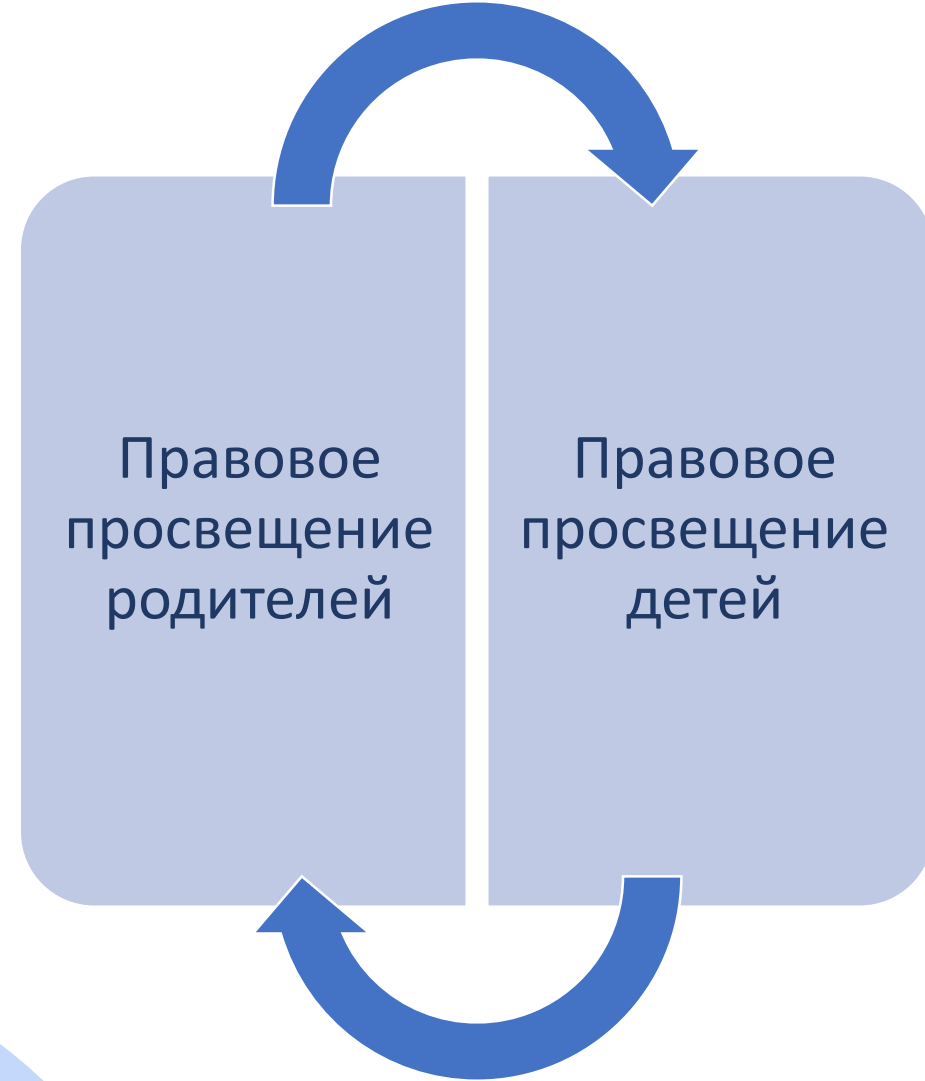 Правовое
просвещение
родителей
Правовое
просвещение
детей